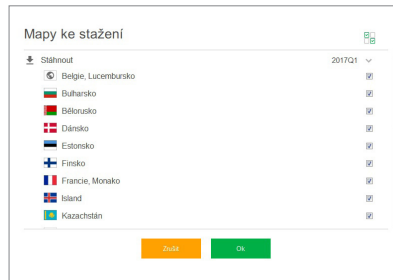 Mapy ke stažení
Stáhnout 2017Q1
Belgie, Lucembursko
Bulharsko
Bělorusko
Dánsko
Estonsko
Finsko
Francie, Monako
Island
Kazachstán
Zrušit Ok